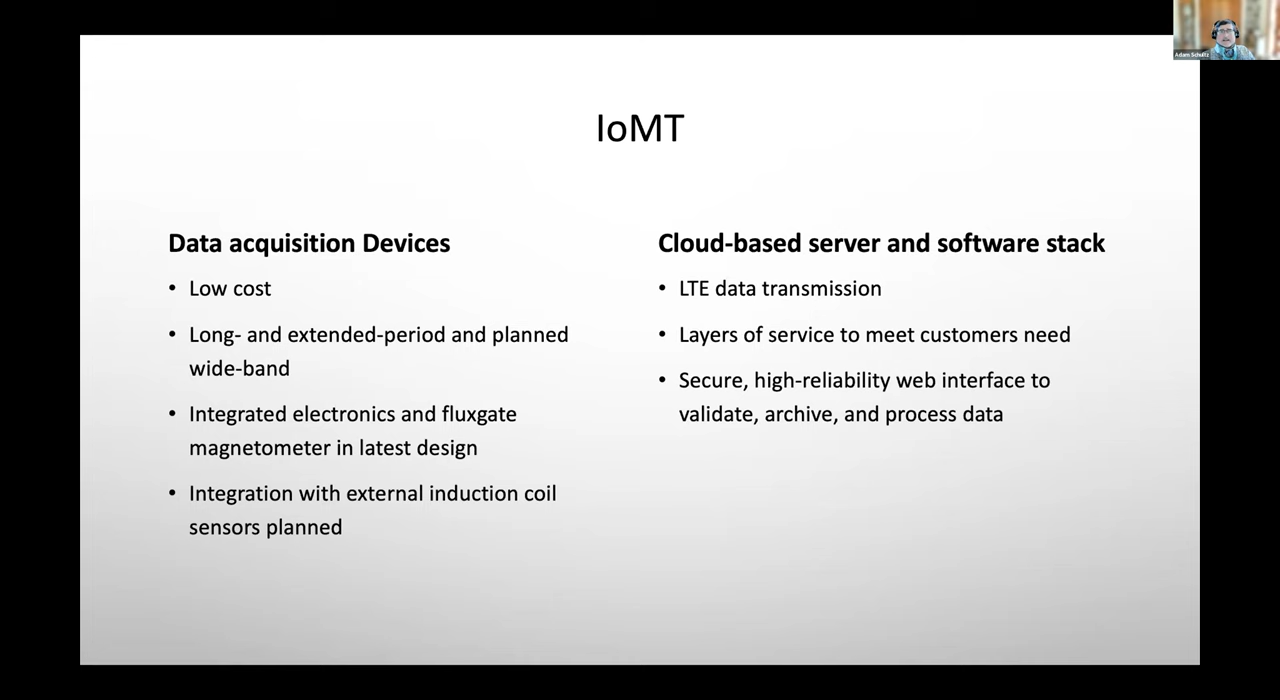 Adam Schultz
IoMT
Data acquisition Devices
• Low cost
• Long- and extended-period and planned
wide-band
• Integrated electronics and fluxgate
magnetometer in latest design
• Integration with external induction coil
sensors planned
Cloud-based server and software stack
• LTE data transmission
• Layers of service to meet customers need
• Secure, high-reliability web interface to
validate, archive, and process data